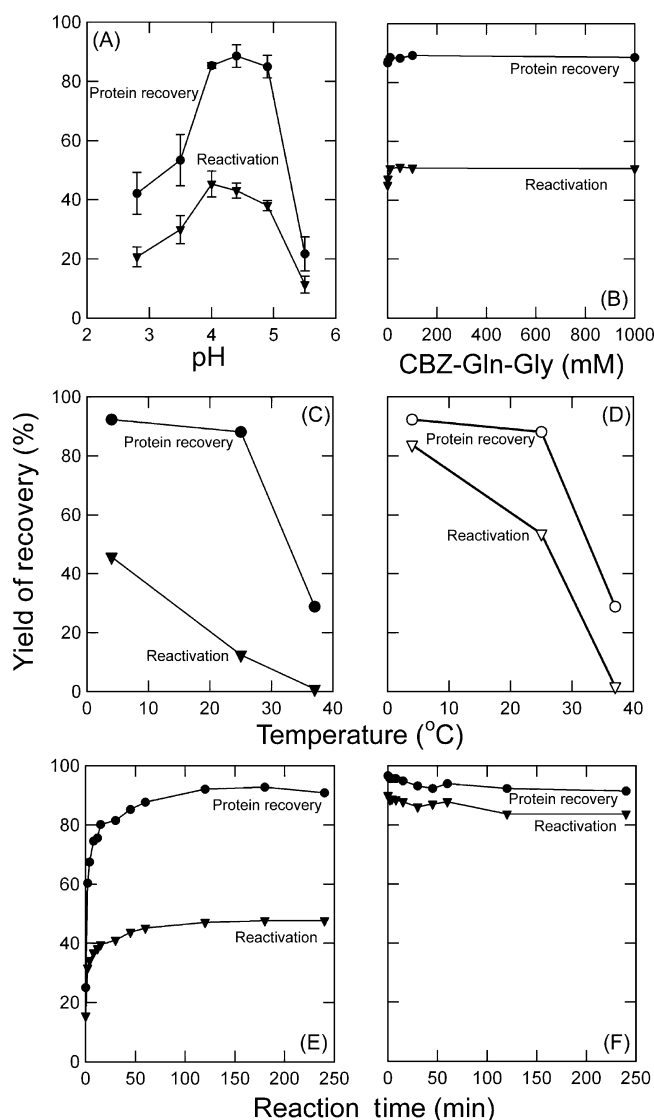 100
(A)
80
Protein recovery
Protein recovery
60
Reactivation
40
Reactivation
20
(B)
0
2 3 4 5 6
0 200 400 600 800 1000
pH
CBZ-Gln-Gly (mM)
Yield of recovery (%)
100
(C)
(D)
80
Protein recovery
Protein recovery
60
Reactivation
40
20
Reactivation
0
0 10 20 30 40
0 10 20 30 40
Temperature (°C)
100
80
Protein recovery
Protein recovery
Reactivation
60
40
Reactivation
20
(E)
(F)
0
0 50 100 150 200 250
0 50 100 150 200 250
Reaction time (min)